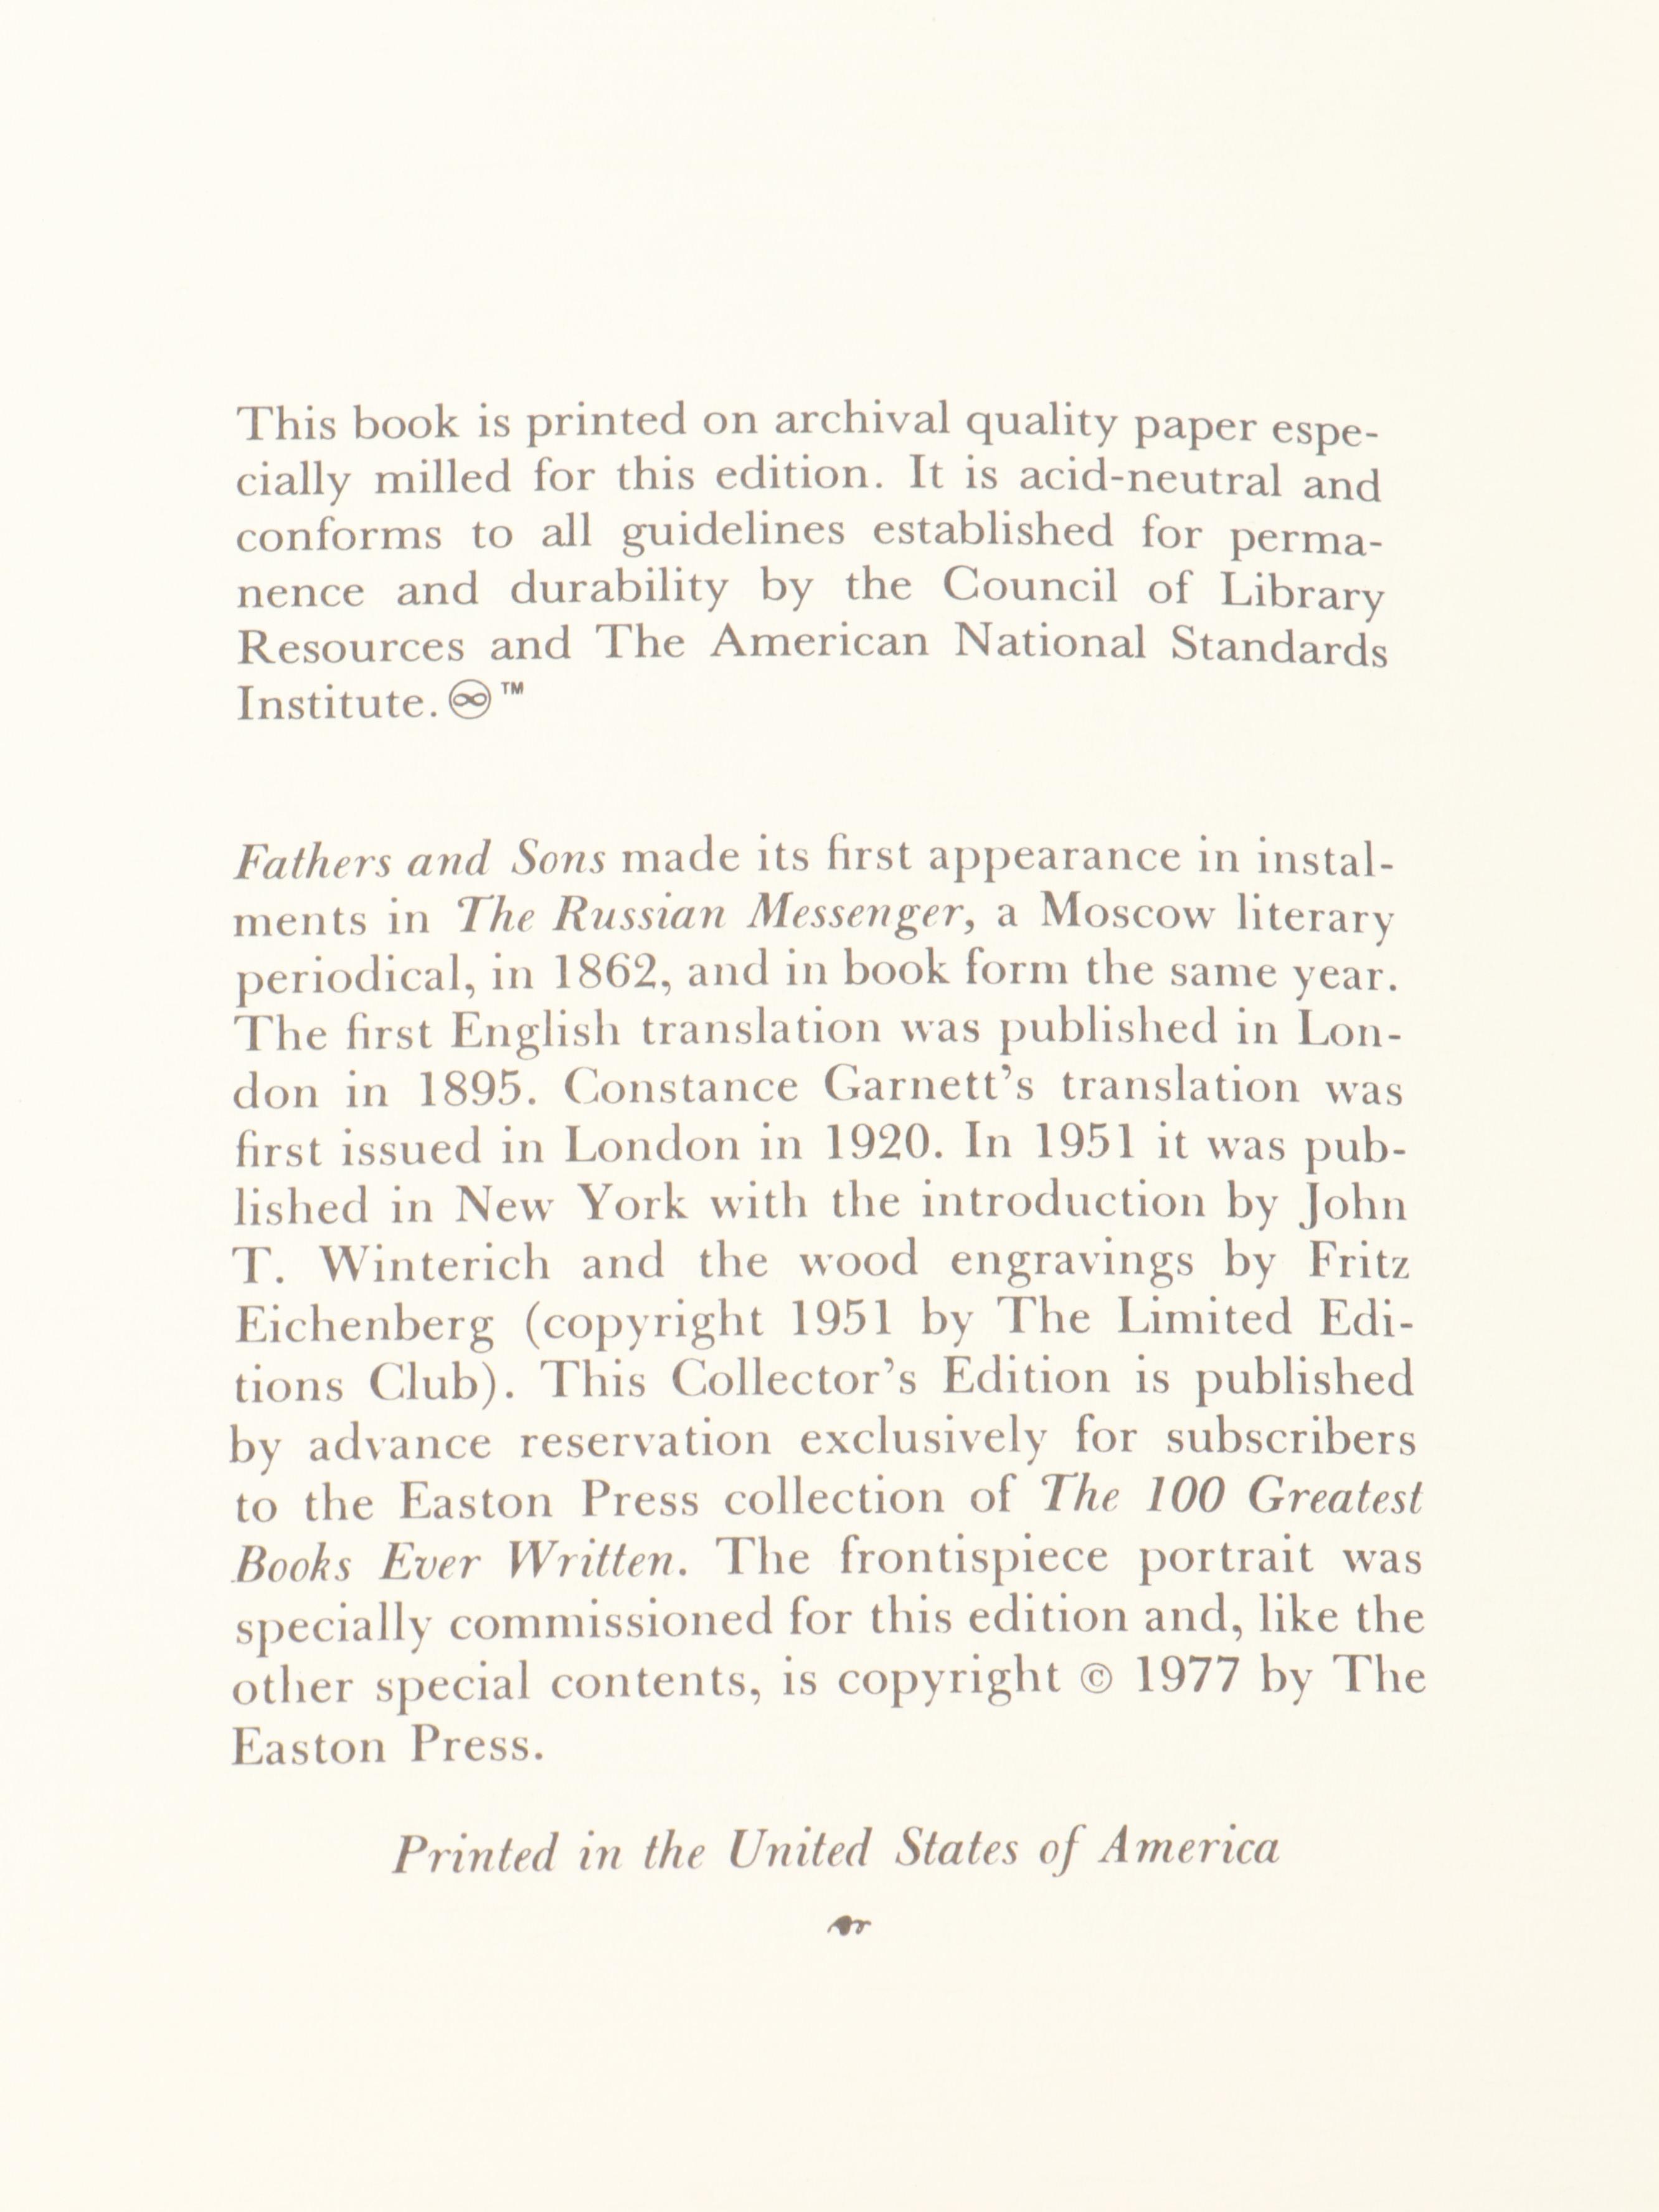 This book is printed on archival quality paper espe-
cially milled for this edition. It is acid-neutral and
conforms to all guidelines established for perma-
nence and durability by the Council of Library
Resources and The American National Standards
Institute. ♾™
Fathers and Sons made its first appearance in instal-
ments in The Russian Messenger, a Moscow literary
periodical, in 1862, and in book form the same year.
The first English translation was published in Lon-
don in 1895. Constance Garnett's translation was
first issued in London in 1920. In 1951 it was pub-
lished in New York with the introduction by John
T. Winterich and the wood engravings by Fritz
Eichenberg (copyright 1951 by The Limited Edi-
tions Club). This Collector's Edition is published
by advance reservation exclusively for subscribers
to the Easton Press collection of The 100 Greatest
Books Ever Written. The frontispiece portrait was
specially commissioned for this edition and, like the
other special contents, is copyright © 1977 by The
Easton Press.
Printed in the United States of America